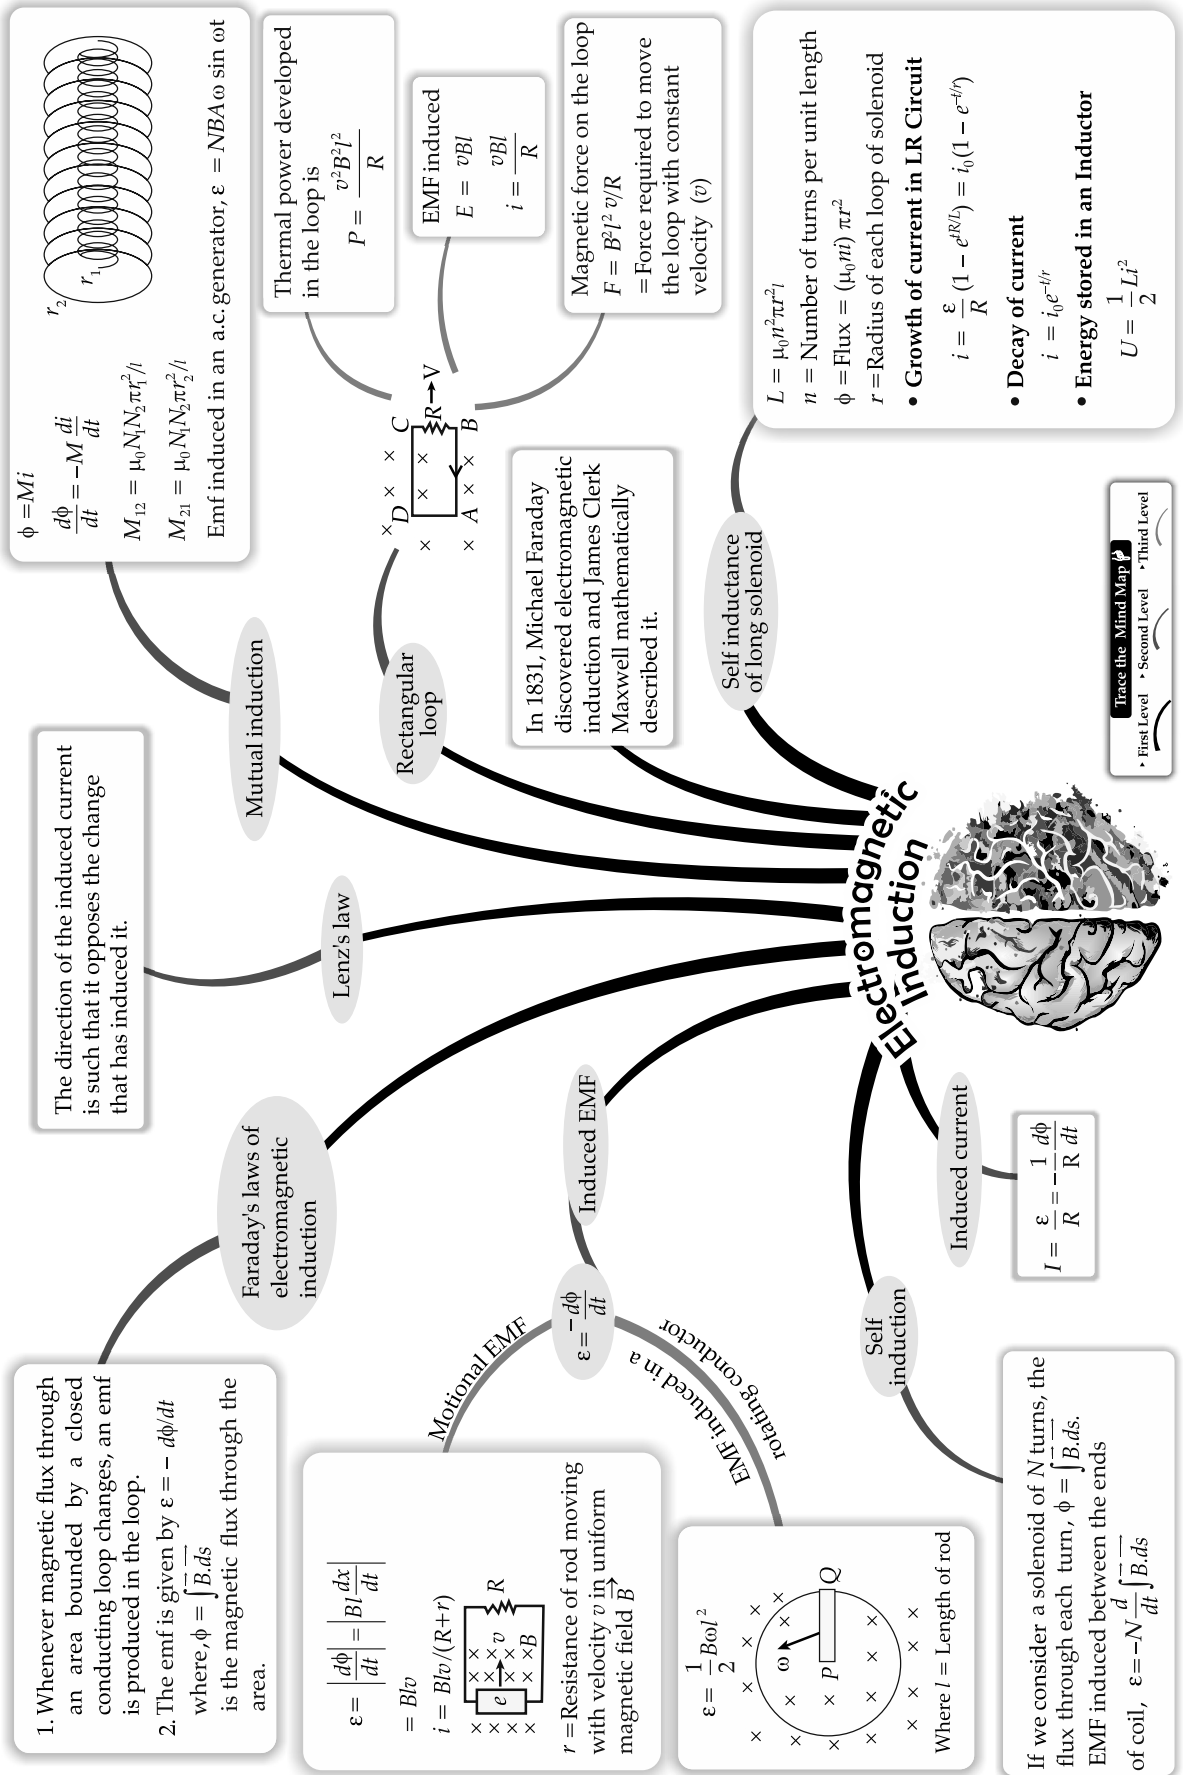 Electromagnetic
Induction
Trace the Mind Map
First Level
Second Level
Third Level
Faraday's laws of
electromagnetic
induction
1. Whenever magnetic flux through
an area bounded by a closed
conducting loop changes, an emf
is produced in the loop.
2. The emf is given by ε = − dϕ/dt
where, ϕ = ∫B⃗.ds⃗
is the magnetic flux through the
area.
Lenz's law
The direction of the induced current
is such that it opposes the change
that has induced it.
Mutual induction
ϕ = Mi
dϕ/dt = −M di/dt
M₁₂ = μ₀N₁N₂πr₁²/l
M₂₁ = μ₀N₁N₂πr₂²/l
r₂
r₁
Emf induced in an a.c. generator, ε = NBAω sin ωt
Rectangular
loop
D × × C
× × × R → V
× A × × B
×
Thermal power developed
in the loop is
P = v²B²l²/R
EMF induced
E = vBl
i = vBl/R
Magnetic force on the loop
F = B²l² v/R
= Force required to move
the loop with constant
velocity (v)
In 1831, Michael Faraday
discovered electromagnetic
induction and James Clerk
Maxwell mathematically
described it.
Self inductance
of long solenoid
L = μ₀n²πr²l
n = Number of turns per unit length
ϕ = Flux = (μ₀ni) πr²
r = Radius of each loop of solenoid
• Growth of current in LR Circuit
i = ε/R (1 − e^(tR/L)) = i₀(1 − e^(−t/r))
• Decay of current
i = i₀e^(−t/r)
• Energy stored in an Inductor
U = 1/2 Li²
Induced EMF
ε = −dϕ/dt
Motional EMF
ε = |dϕ/dt| = |Bl dx/dt|
= Blv
i = Blv/(R+r)
e
v
R
B
r = Resistance of rod moving
with velocity v in uniform
magnetic field B⃗
EMF induced in a
rotating conductor
ε = 1/2 Bωl²
ω
P
Q
Where l = Length of rod
Self
induction
If we consider a solenoid of N turns, the
flux through each turn, ϕ = ∫B⃗.ds⃗.
EMF induced between the ends
of coil, ε = −N d/dt ∫B⃗.ds⃗
Induced current
I = ε/R = −1/R dϕ/dt